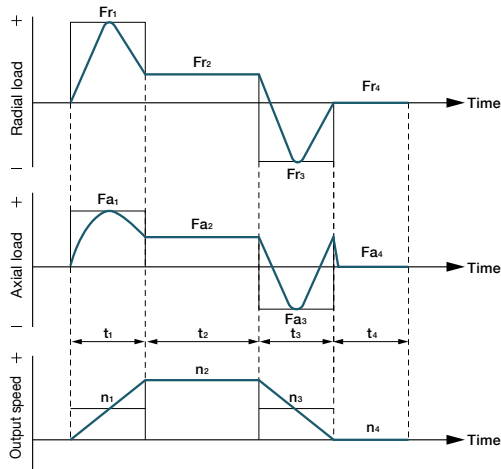 +
Radial load
−
Fr1
Fr2
Fr3
Fr4
Time
+
Axial load
−
Fa1
Fa2
Fa3
Fa4
Time
t1
t2
t3
t4
+
Output speed
n1
n2
n3
n4
Time